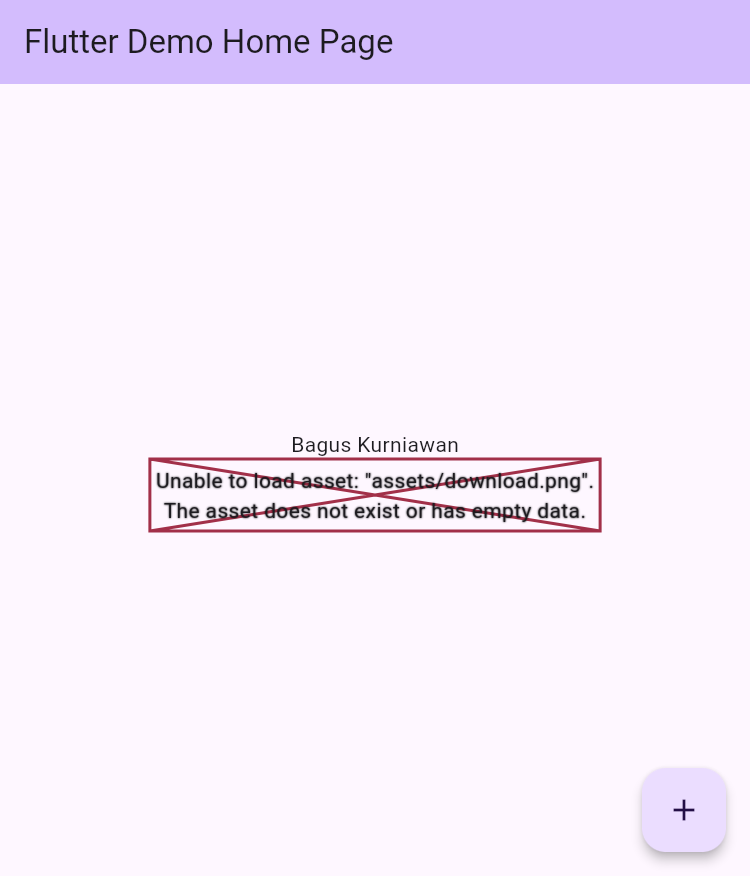 Flutter Demo Home Page
Bagus Kurniawan
Unable to load asset: "assets/download.png".
The asset does not exist or has empty data.